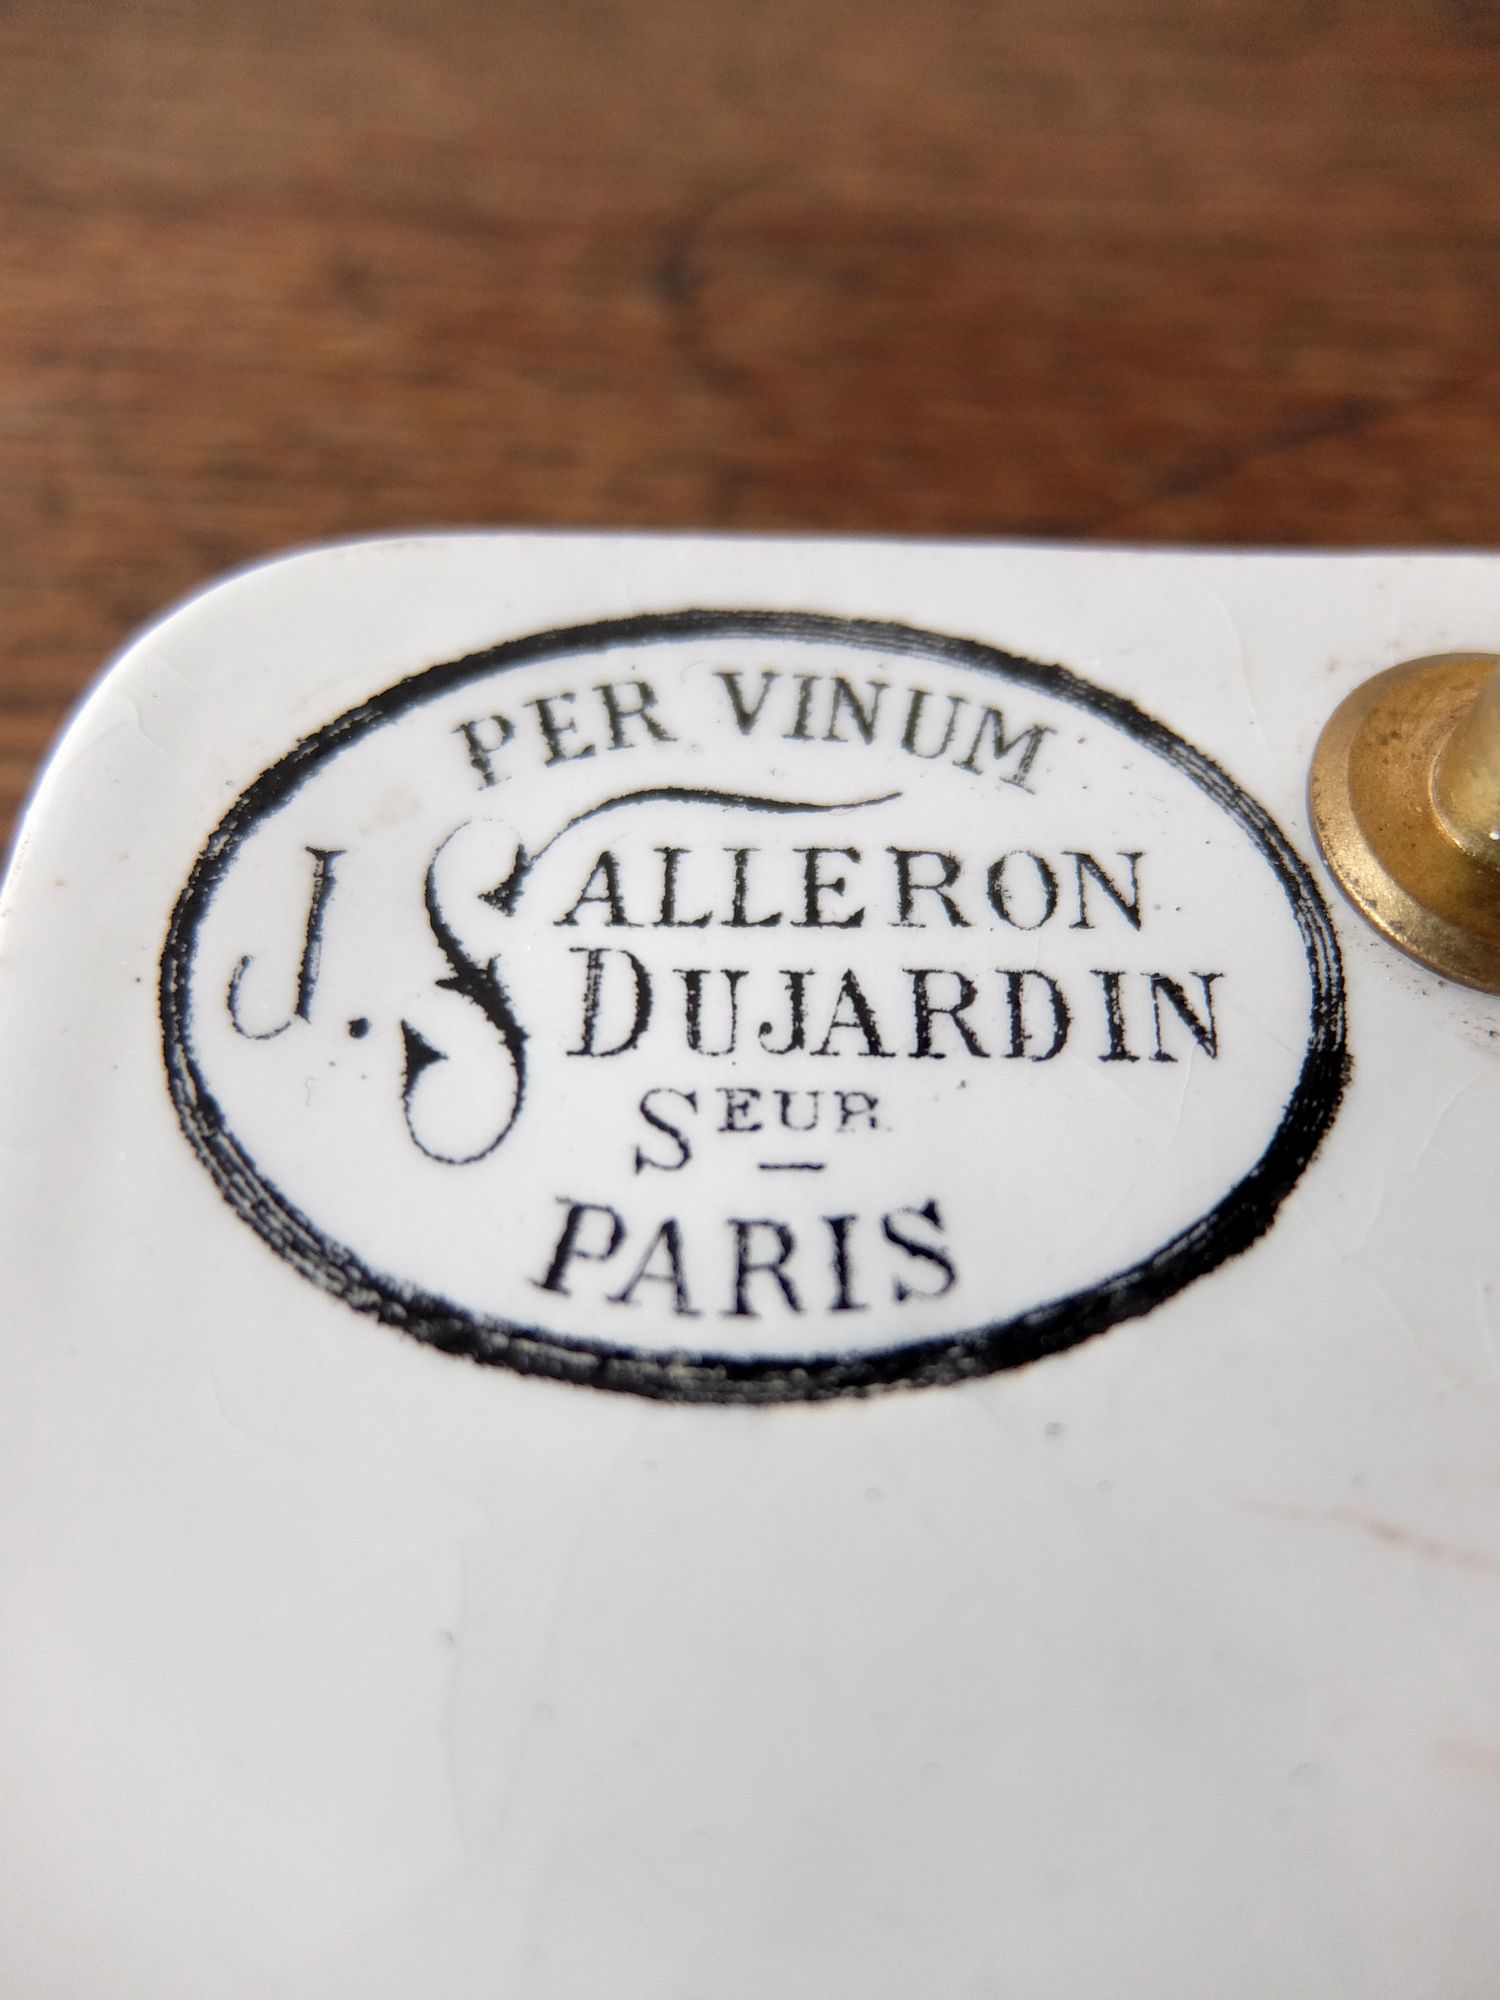 PER VINUM
J. SALLERON
DUJARDIN
SEUR
PARIS